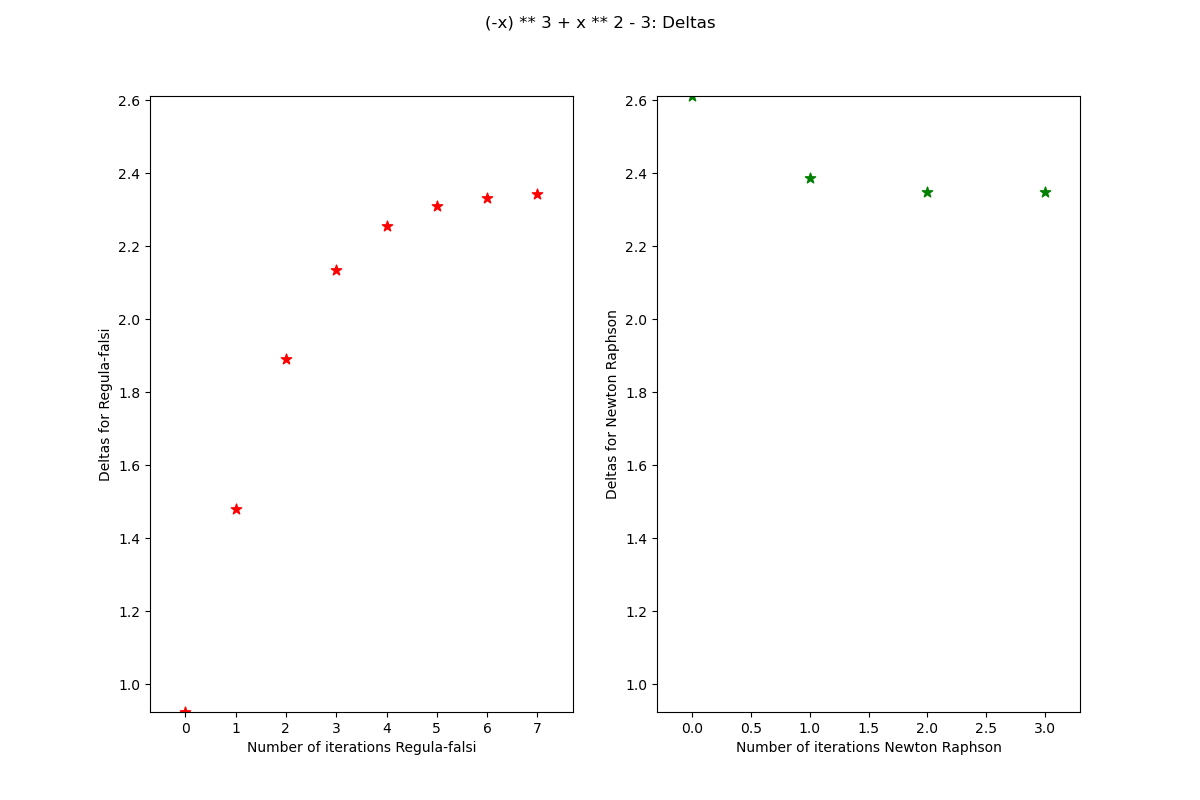 (-x) ** 3 + x ** 2 - 3: Deltas
Deltas for Regula-falsi
2.6
2.4
2.2
2.0
1.8
1.6
1.4
1.2
1.0
0 1 2 3 4 5 6 7
Number of iterations Regula-falsi
Deltas for Newton Raphson
2.6
2.4
2.2
2.0
1.8
1.6
1.4
1.2
1.0
0.0 0.5 1.0 1.5 2.0 2.5 3.0
Number of iterations Newton Raphson